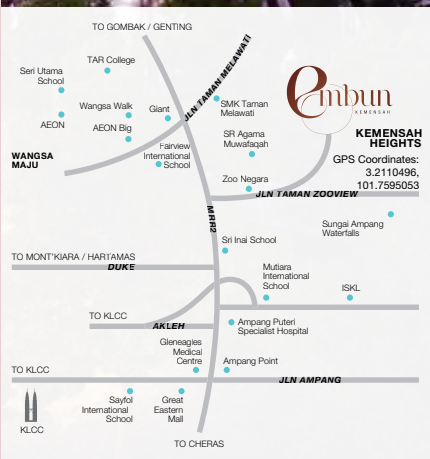 TO GOMBAK / GENTING
JLN TAMAN MELAWATI
TAR College
Seri Utama
School
Wangsa Walk
Giant
SMK Taman
Melawati
embun
KEMENSAH
AEON
AEON Big
SR Agama
Muwafaqah
KEMENSAH
HEIGHTS
GPS Coordinates:
3.2110496,
101.7595053
WANGSA
MAJU
Fairview
International
School
Zoo Negara
JLN TAMAN ZOOVIEW
MRR2
Sungai Ampang
Waterfalls
Sri Inai School
TO MONT'KIARA / HARTAMAS
DUKE
Mutiara
International
School
ISKL
TO KLCC
AKLEH
Ampang Puteri
Specialist Hospital
Gleneagles
Medical
Centre
Ampang Point
TO KLCC
JLN AMPANG
KLCC
Sayfol
International
School
Great
Eastern
Mall
TO CHERAS